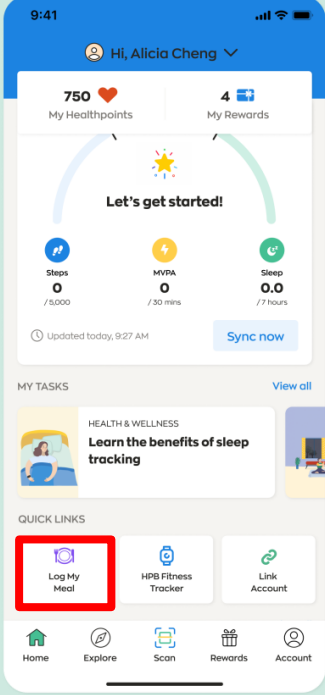 9:41
Hi, Alicia Cheng
750
4
My Healthpoints
My Rewards
Let's get started!
Steps
MVPA
Sleep
0
0
0.0
/ 5,000
/ 30 mins
/ 7 hours
Updated today, 9:27 AM
Sync now
MY TASKS
View all
HEALTH & WELLNESS
Learn the benefits of sleep
tracking
QUICK LINKS
Log My
Meal
HPB Fitness
Tracker
Link
Account
Home
Explore
Scan
Rewards
Account